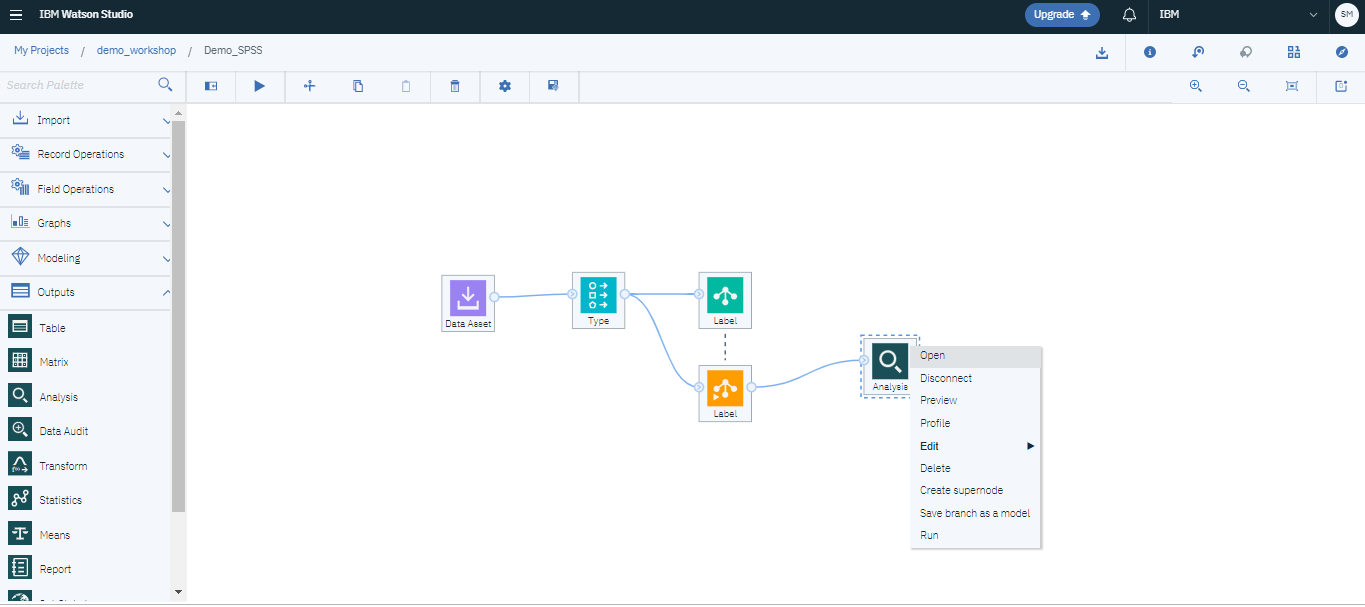 IBM Watson Studio
Upgrade
IBM
SM
My Projects / demo_workshop / Demo_SPSS
Search Palette
Import
Record Operations
Field Operations
Graphs
Modeling
Outputs
Table
Matrix
Analysis
Data Audit
Transform
Statistics
Means
Report
Data Asset
Type
Label
Label
Analysis
Open
Disconnect
Preview
Profile
Edit
Delete
Create supernode
Save branch as a model
Run